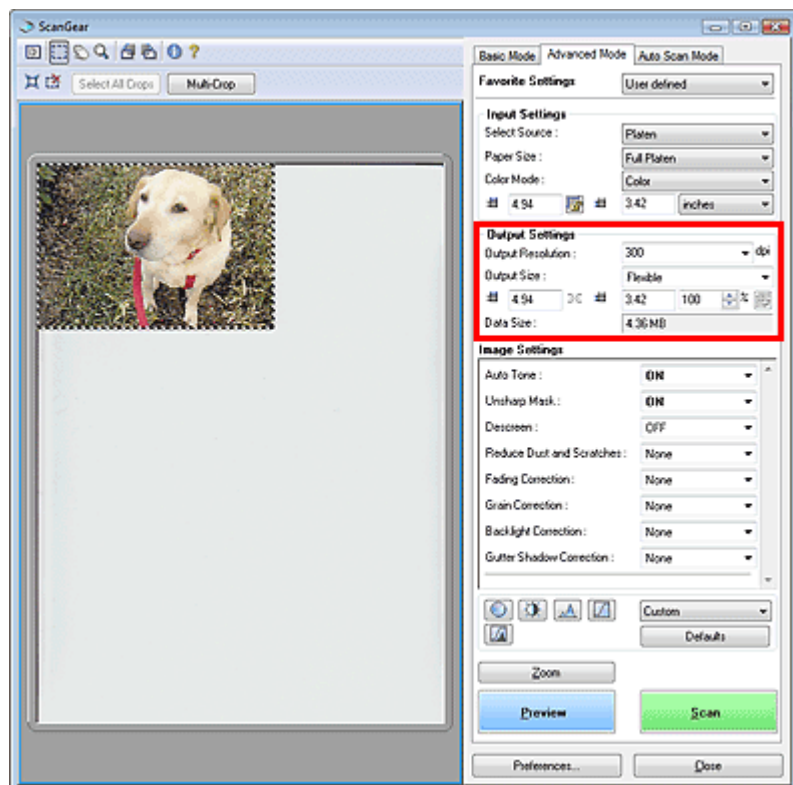 ScanGear
Select All Crops Multi-Crop
Basic Mode Advanced Mode Auto Scan Mode
Favorite Settings User defined
Input Settings
Select Source : Platen
Paper Size : Full Platen
Color Mode : Color
4.94 3.42 inches
Output Settings
Output Resolution : 300 dpi
Output Size : Flexible
4.94 3.42 100 %
Data Size : 4.36 MB
Image Settings
Auto Tone : ON
Unsharp Mask : ON
Descreen : OFF
Reduce Dust and Scratches : None
Fading Correction : None
Grain Correction : None
Backlight Correction : None
Gutter Shadow Correction : None
Custom
Defaults
Zoom
Preview Scan
Preferences... Close